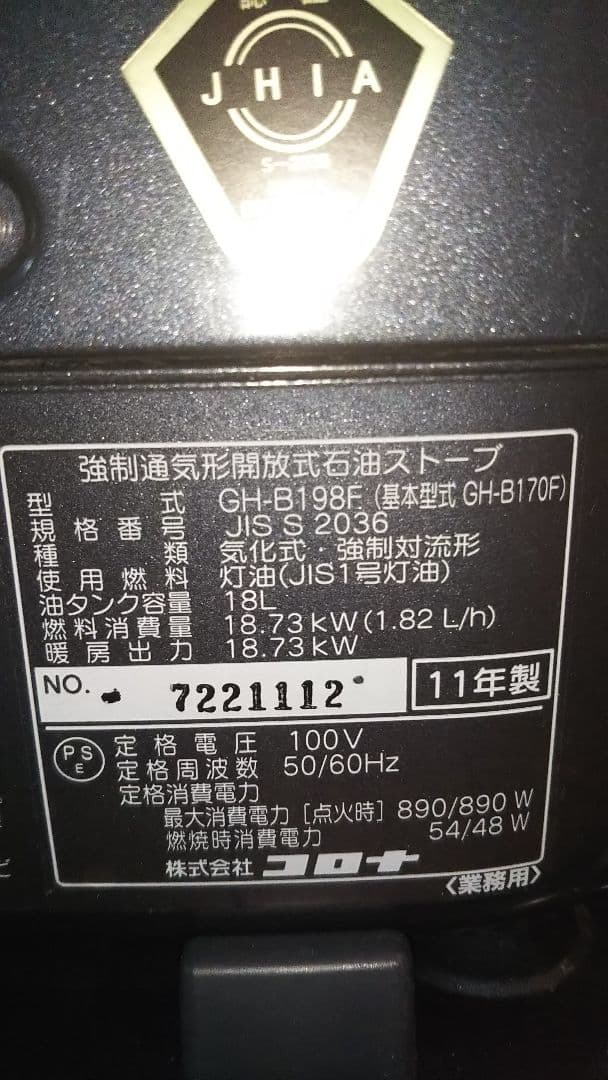 JHIA
強制通気形開放式石油ストーブ
型式 GH-B198F (基本型式 GH-B170F)
規格番号 JIS S 2036
種類 気化式・強制対流形
使用燃料 灯油(JIS1号灯油)
油タンク容量 18L
燃料消費量 18.73kW(1.82 L/h)
暖房出力 18.73kW
NO. 7221112 11年製
PSE 定格電圧 100V
定格周波数 50/60Hz
定格消費電力
最大消費電力 [点火時] 890/890 W
燃焼時消費電力 54/48 W
株式会社 コロナ
〈業務用〉